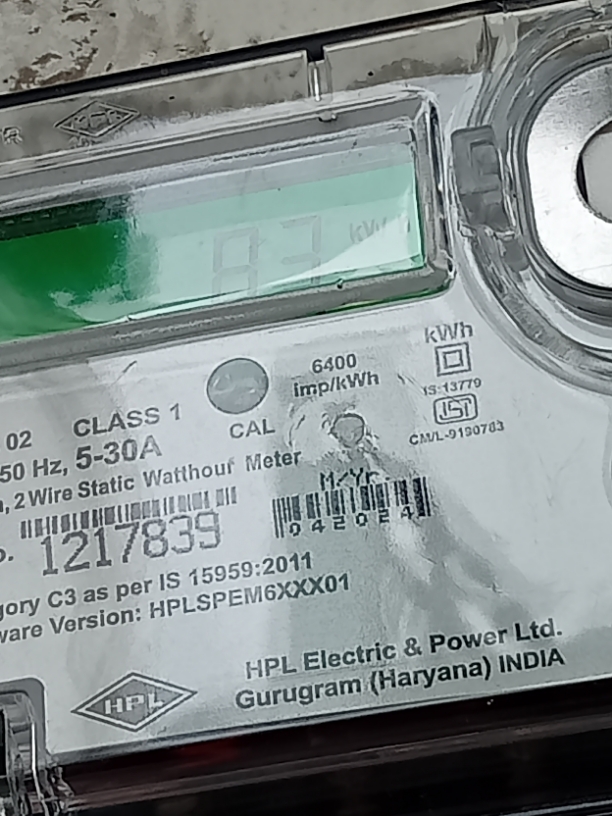 kWh
6400
imp/kWh
IS:13779
ISI
CM/L-9190783
02 CLASS 1
CAL
50 Hz, 5-30A
, 2 Wire Static Watthour Meter
M/Yr.
1217839
042024
gory C3 as per IS 15959:2011
ware Version: HPLSPEM6XXX01
HPL
HPL Electric & Power Ltd.
Gurugram (Haryana) INDIA